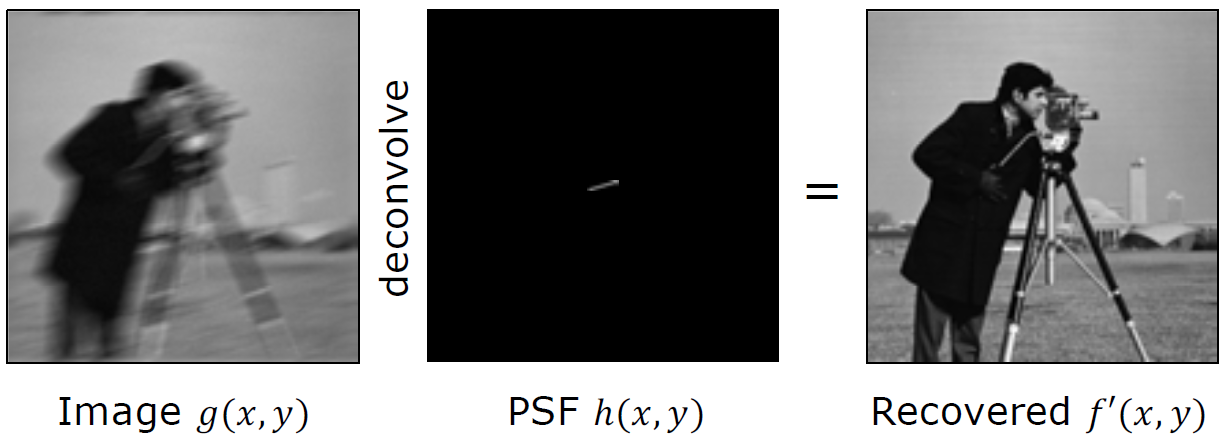 deconvolve
=
Image g(x, y)
PSF h(x, y)
Recovered f′(x, y)